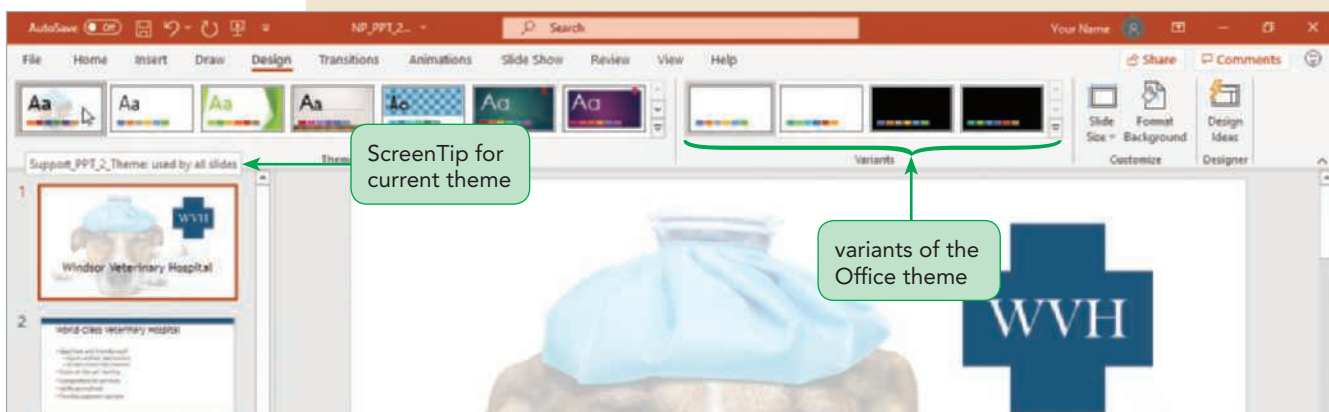 AutoSave Off NP_PPT_2... Search Your Name
File Home Insert Draw Design Transitions Animations Slide Show Review View Help Share Comments
Aa Aa Aa Aa Aa Aa Aa
Slide Size Format Background Design Ideas
Support_PPT_2_Theme: used by all slides
Variants Customize Designer
ScreenTip for
current theme
variants of the
Office theme
1
WVH
Windsor Veterinary Hospital
2
World-Class Veterinary Hospital
WVH